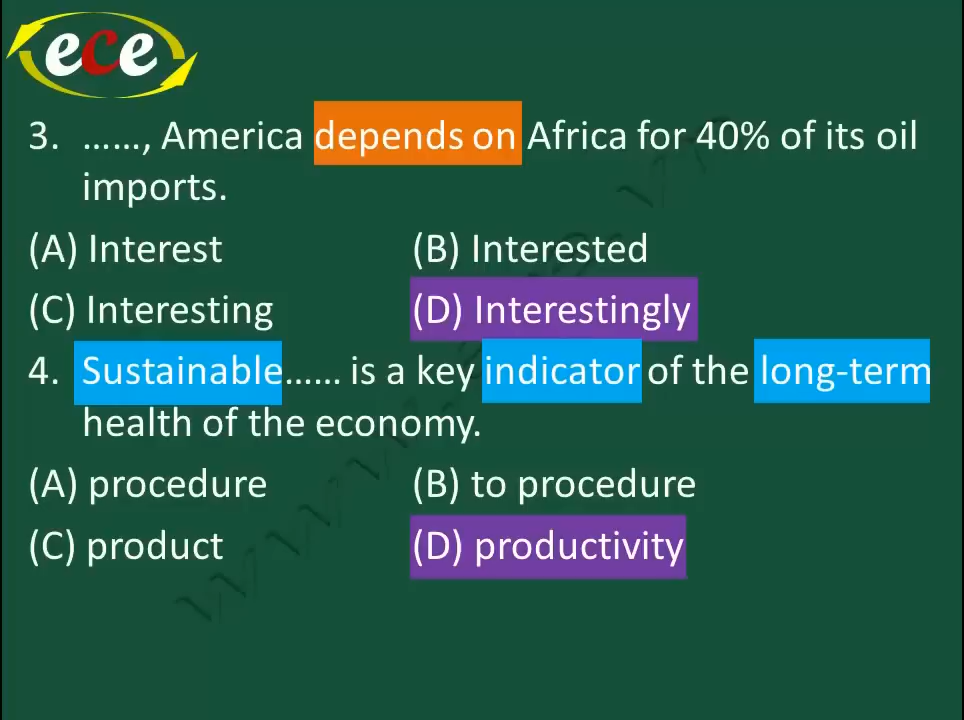 ece
3. ……, America depends on Africa for 40% of its oil
imports.
(A) Interest (B) Interested
(C) Interesting (D) Interestingly
4. Sustainable…… is a key indicator of the long-term
health of the economy.
(A) procedure (B) to procedure
(C) product (D) productivity